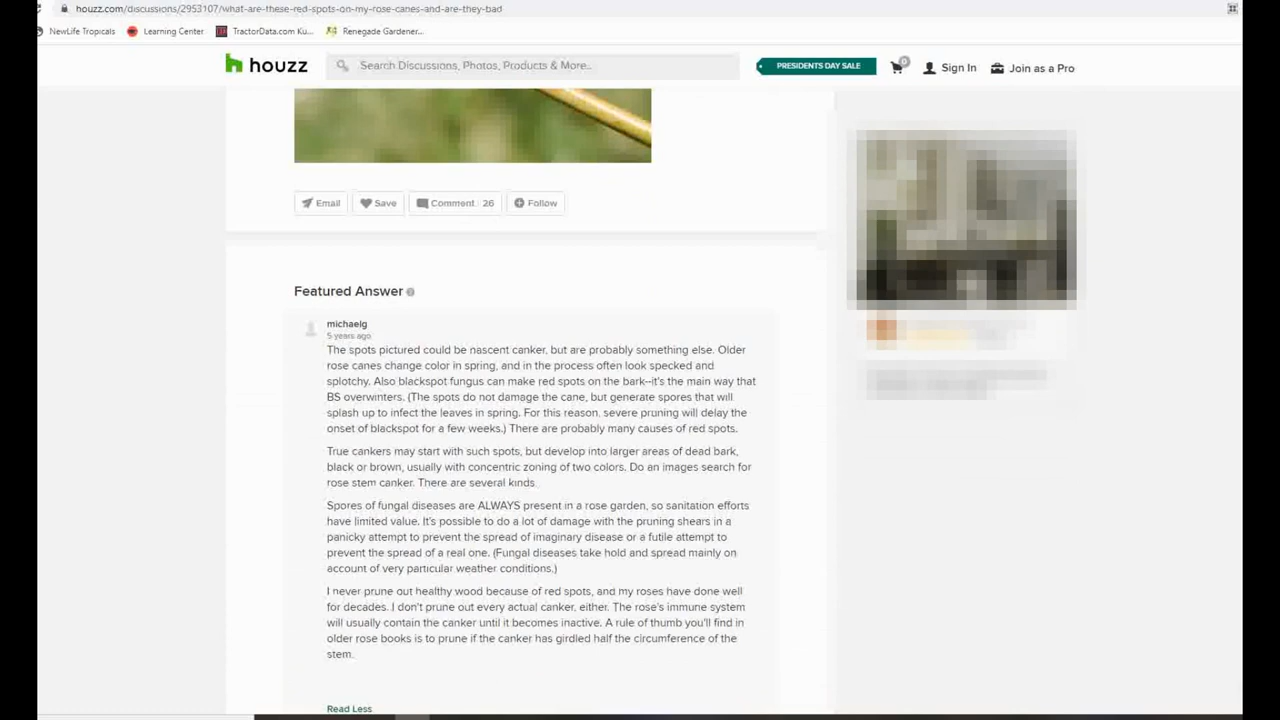 houzz.com/discussions/2953107/what-are-these-red-spots-on-my-rose-canes-and-are-they-bad
NewLife Tropicals Learning Center TractorData.com Ku... Renegade Gardener...
houzz Search Discussions, Photos, Products & More... PRESIDENTS DAY SALE 0 Sign In Join as a Pro
Email Save Comment 26 Follow
Featured Answer
michaelg
5 years ago
The spots pictured could be nascent canker, but are probably something else. Older
rose canes change color in spring, and in the process often look specked and
splotchy. Also blackspot fungus can make red spots on the bark--it's the main way that
BS overwinters. (The spots do not damage the cane, but generate spores that will
splash up to infect the leaves in spring. For this reason, severe pruning will delay the
onset of blackspot for a few weeks.) There are probably many causes of red spots.
True cankers may start with such spots, but develop into larger areas of dead bark,
black or brown, usually with concentric zoning of two colors. Do an images search for
rose stem canker. There are several kinds.
Spores of fungal diseases are ALWAYS present in a rose garden, so sanitation efforts
have limited value. It's possible to do a lot of damage with the pruning shears in a
panicky attempt to prevent the spread of imaginary disease or a futile attempt to
prevent the spread of a real one. (Fungal diseases take hold and spread mainly on
account of very particular weather conditions.)
I never prune out healthy wood because of red spots, and my roses have done well
for decades. I don't prune out every actual canker, either. The rose's immune system
will usually contain the canker until it becomes inactive. A rule of thumb you'll find in
older rose books is to prune if the canker has girdled half the circumference of the
stem.
Read Less